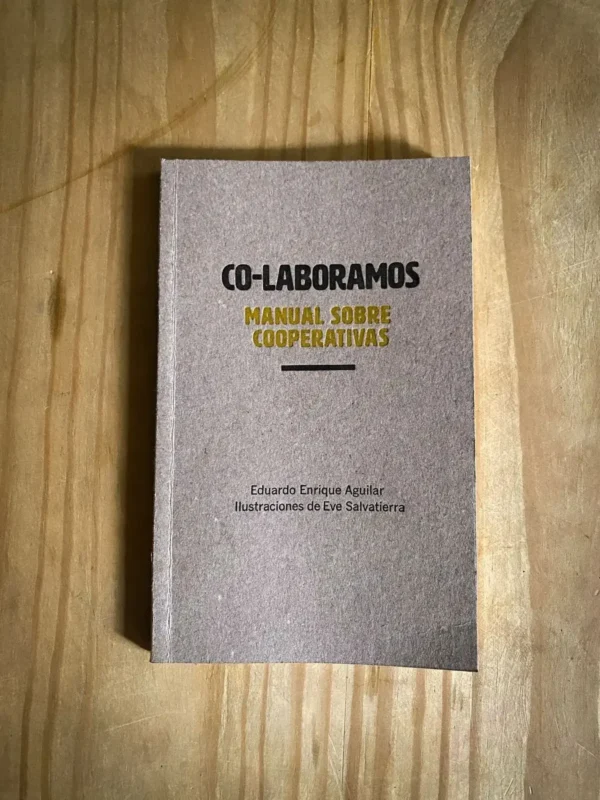 CO-LABORAMOS
MANUAL SOBRE
COOPERATIVAS
Eduardo Enrique Aguilar
Ilustraciones de Eve Salvatierra